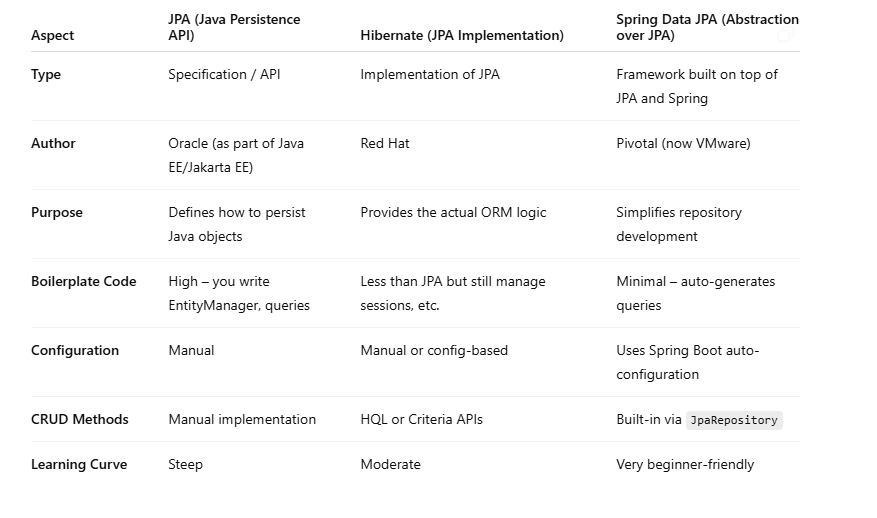 Aspect
JPA (Java Persistence
API)
Hibernate (JPA Implementation)
Spring Data JPA (Abstraction
over JPA)
Type
Specification / API
Implementation of JPA
Framework built on top of
JPA and Spring
Author
Oracle (as part of Java
EE/Jakarta EE)
Red Hat
Pivotal (now VMware)
Purpose
Defines how to persist
Java objects
Provides the actual ORM logic
Simplifies repository
development
Boilerplate Code
High – you write
EntityManager, queries
Less than JPA but still manage
sessions, etc.
Minimal – auto-generates
queries
Configuration
Manual
Manual or config-based
Uses Spring Boot auto-
configuration
CRUD Methods
Manual implementation
HQL or Criteria APIs
Built-in via JpaRepository
Learning Curve
Steep
Moderate
Very beginner-friendly